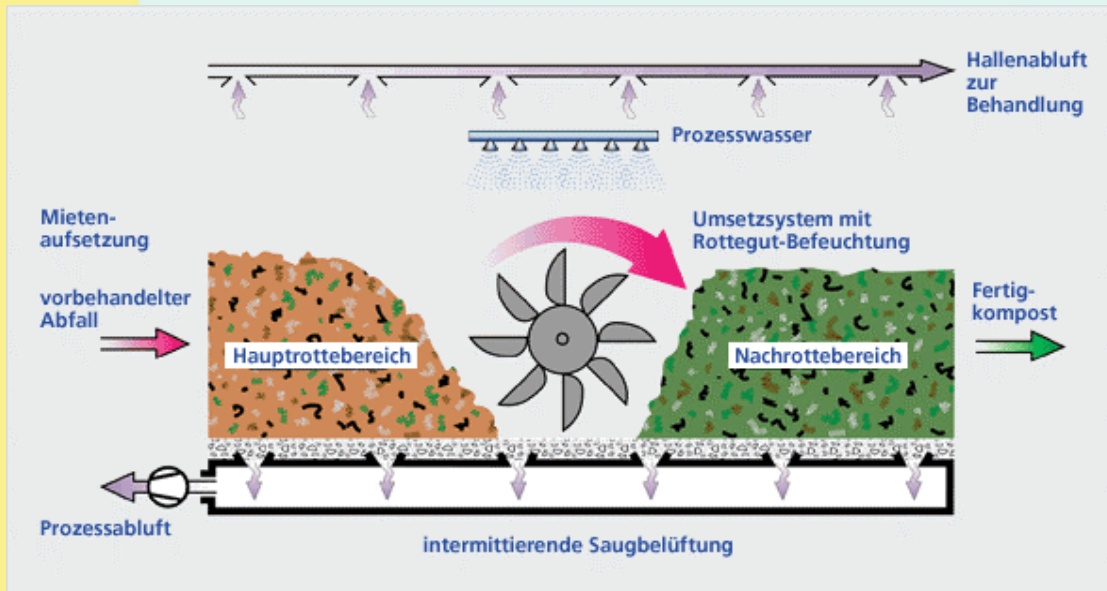 Hallenabluft
zur
Behandlung
Prozesswasser
Mieten-
aufsetzung
Umsetzsystem mit
Rottegut-Befeuchtung
vorbehandelter
Abfall
Fertig-
kompost
Hauptrottebereich
Nachrottebereich
Prozessabluft
intermittierende Saugbelüftung